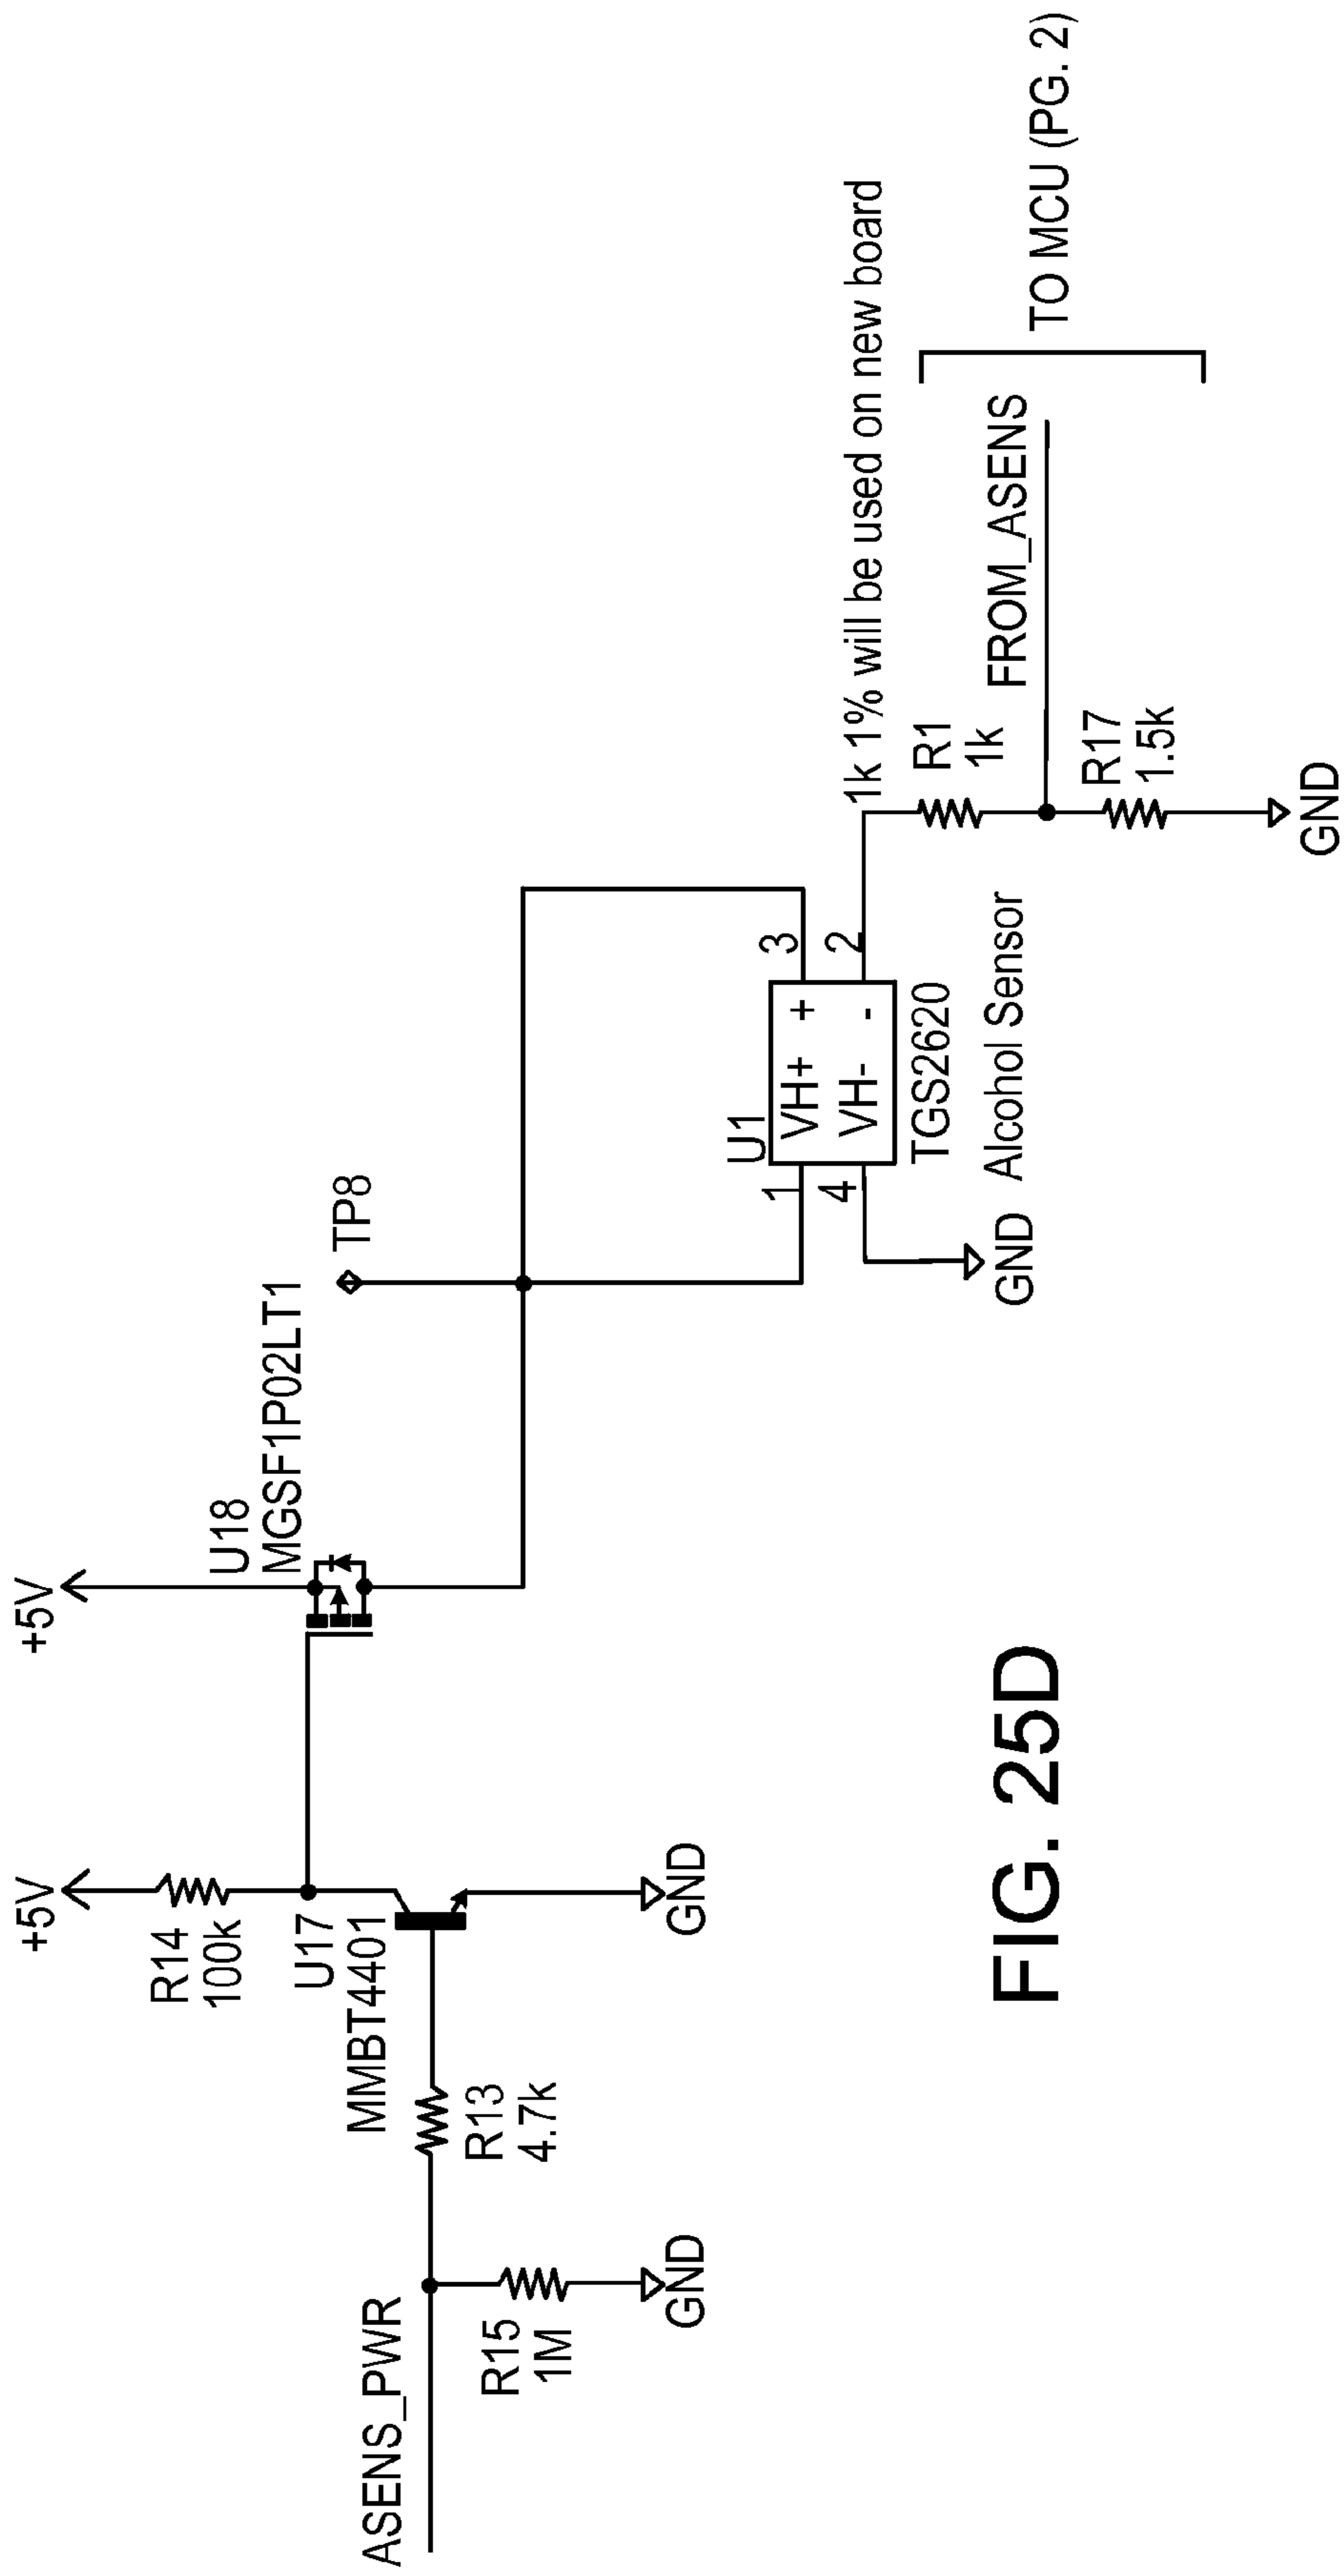 +5V
+5V
R14
100k
U17
MMBT4401
U18
MGSF1P02LT1
TP8
ASENS_PWR
R15
1M
R13
4.7k
GND
GND
U1
1
VH+
+
3
4
VH-
-
2
TGS2620
GND
Alcohol Sensor
1k 1% will be used on new board
R1
1k
FROM_ASENS
R17
1.5k
GND
TO MCU (PG. 2)
FIG. 25D